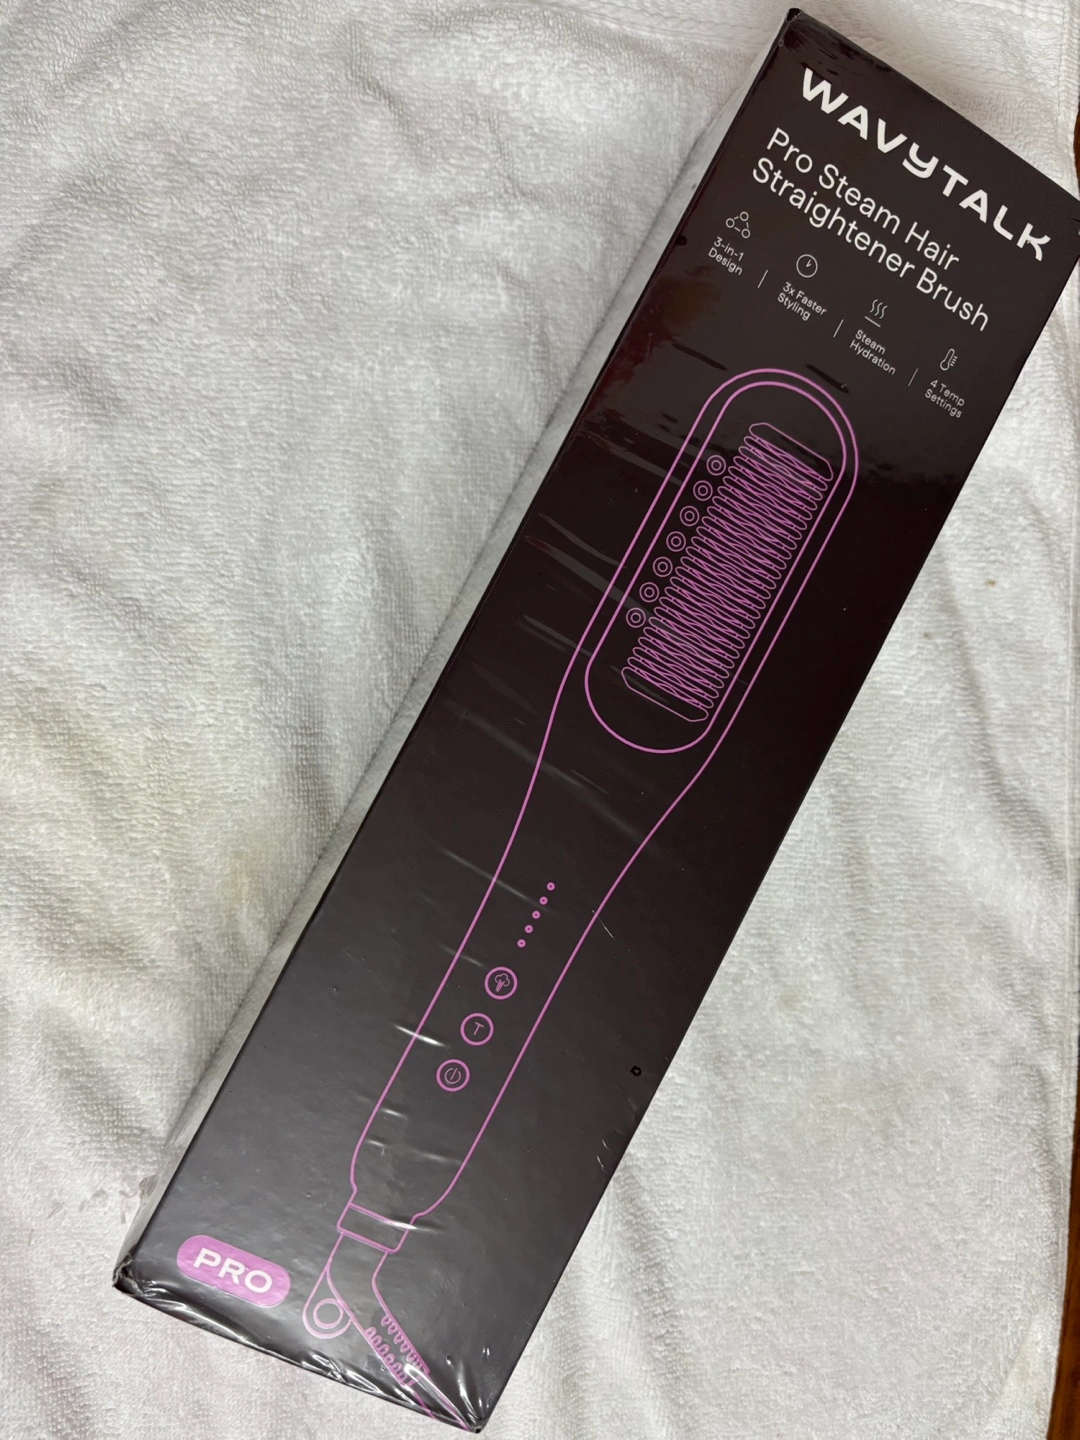 WAVYTALK
Pro Steam Hair
Straightener Brush
3-in-1
Design
3x Faster
Styling
Steam
Hydration
4 Temp
Settings
T
PRO